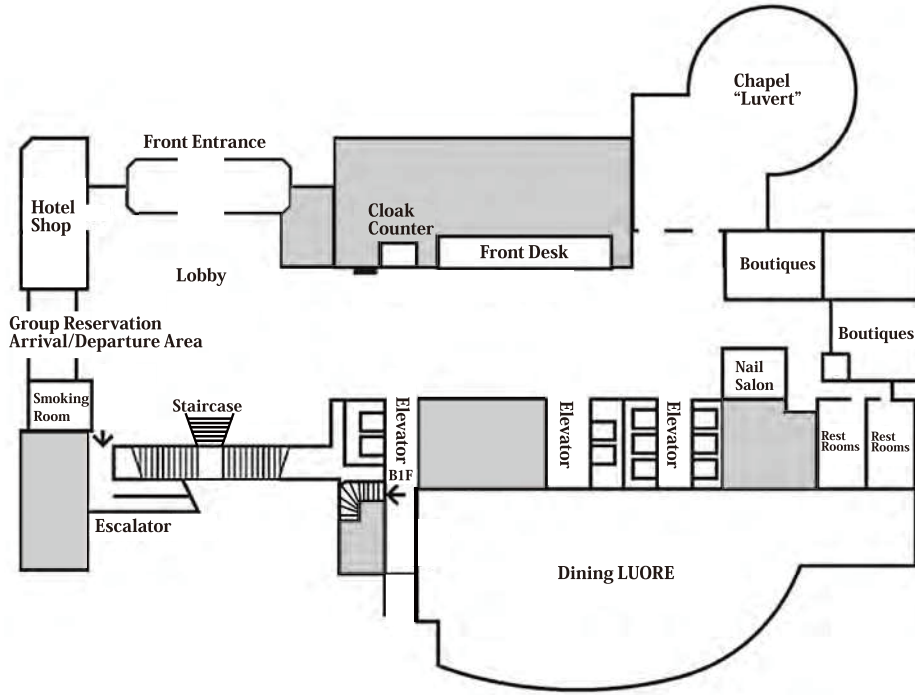 Chapel
“Luvert”
Front Entrance
Hotel
Shop
Cloak
Counter
Front Desk
Lobby
Boutiques
Group Reservation
Arrival/Departure Area
Boutiques
Nail
Salon
Smoking
Room
Staircase
Elevator
Elevator
Elevator
Rest
Rooms
Rest
Rooms
B1F
Escalator
Dining LUORE